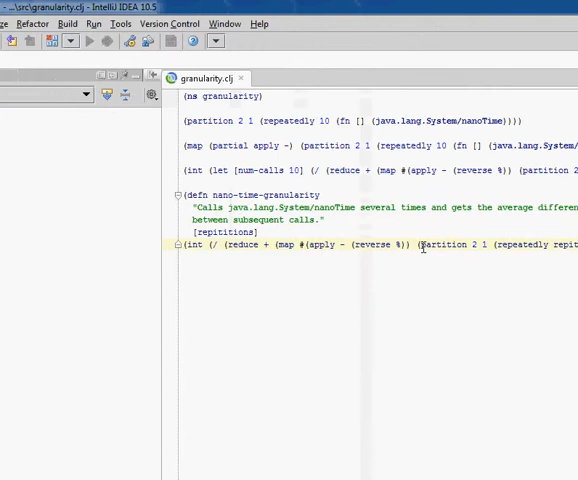 ...\src\granularity.clj - IntelliJ IDEA 10.5
ze Refactor Build Run Tools Version Control Window Help
granularity.clj
(ns granularity)
(partition 2 1 (repeatedly 10 (fn [] (java.lang.System/nanoTime))))
(map (partial apply -) (partition 2 1 (repeatedly 10 (fn [] (java.lang.System/n
(int (let [num-calls 10] (/ (reduce + (map #(apply - (reverse %)) (partition 2
(defn nano-time-granularity
"Calls java.lang.System/nanoTime several times and gets the average differen
between subsequent calls."
[repititions]
(int (/ (reduce + (map #(apply - (reverse %)) (partition 2 1 (repeatedly repit